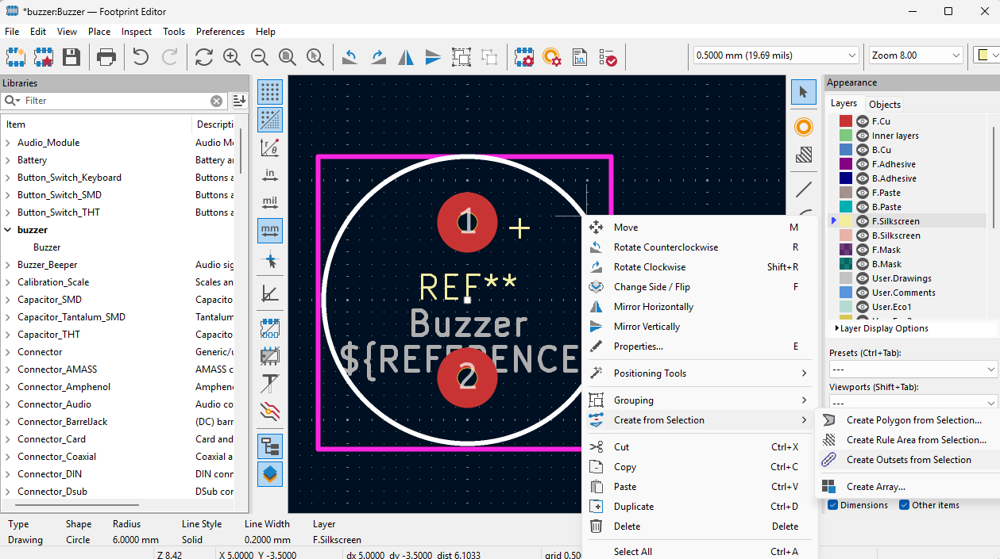 *buzzer:Buzzer — Footprint Editor
File Edit View Place Inspect Tools Preferences Help
0.5000 mm (19.69 mils) Zoom 8.00
Libraries
Filter
Item Descripti
Audio_Module Audio Mo
Battery Battery an
Button_Switch_Keyboard Buttons a
Button_Switch_SMD Buttons a
Button_Switch_THT Buttons a
buzzer
Buzzer
Buzzer_Beeper Audio sig
Calibration_Scale Scales an
Capacitor_SMD Capacito
Capacitor_Tantalum_SMD Tantalum
Capacitor_THT Capacito
Connector Generic/u
Connector_AMASS AMASS c
Connector_Amphenol Amphenc
Connector_Audio Audio co
Connector_BarrelJack (DC) barr
Connector_Card Card and
Connector_Coaxial Coaxial a
Connector_DIN DIN conn
Connector_Dsub DSub cor
r θ
in
mil
mm
1
+
REF**
Buzzer
${REFERENCE
2
Move M
Rotate Counterclockwise R
Rotate Clockwise Shift+R
Change Side / Flip F
Mirror Horizontally
Mirror Vertically
Properties... E
Positioning Tools
Grouping
Create from Selection
Cut Ctrl+X
Copy Ctrl+C
Paste Ctrl+V
Duplicate Ctrl+D
Delete Delete
Select All Ctrl+A
Create Polygon from Selection...
Create Rule Area from Selection...
Create Outsets from Selection
Create Array...
Appearance
Layers Objects
F.Cu
Inner layers
B.Cu
F.Adhesive
B.Adhesive
F.Paste
B.Paste
F.Silkscreen
B.Silkscreen
F.Mask
B.Mask
User.Drawings
User.Comments
User.Eco1
Layer Display Options
Presets (Ctrl+Tab):
---
Viewports (Shift+Tab):
---
Dimensions Other items
Type Shape Radius Line Style Line Width Layer
Drawing Circle 6.0000 mm Solid 0.2000 mm F.Silkscreen
Z 8.42 X 5.0000 Y -3.5000 dx 5.0000 dy -3.5000 dist 6.1033 grid 0.500